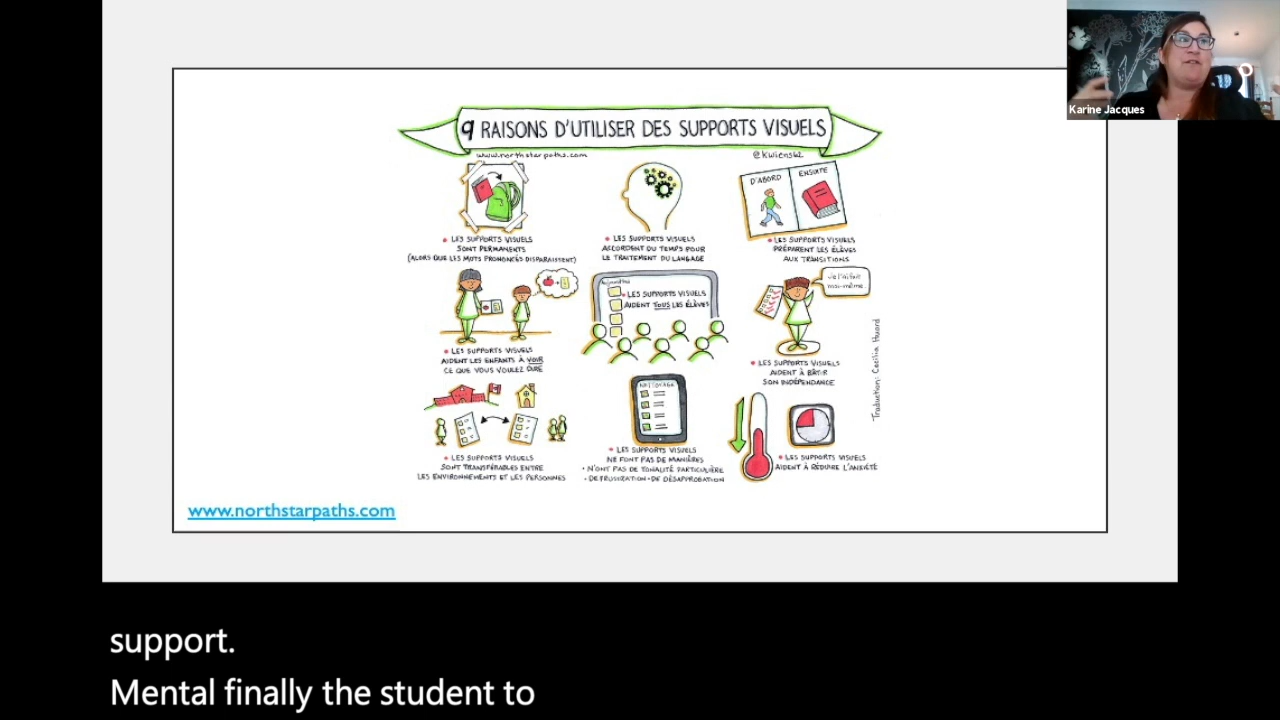 Karine Jacques
9 RAISONS D'UTILISER DES SUPPORTS VISUELS
www.northstarpaths.com
@kwiens62
LES SUPPORTS VISUELS
SONT PERMANENTS
(ALORS QUE LES MOTS PRONONCÉS DISPARAISSENT)
LES SUPPORTS VISUELS
ACCORDENT DU TEMPS POUR
LE TRAITEMENT DU LANGAGE
D'ABORD
ENSUITE
LES SUPPORTS VISUELS
PRÉPARENT LES ÉLÈVES
AUX TRANSITIONS
LES SUPPORTS VISUELS
AIDENT LES ENFANTS À VOIR
CE QUE VOUS VOULEZ DIRE
LES SUPPORTS VISUELS
AIDENT TOUS LES ÉLÈVES
Je l'ai fait
moi-même.
LES SUPPORTS VISUELS
AIDENT À BÂTIR
SON INDÉPENDANCE
Traduction: Cecilia Huard
LES SUPPORTS VISUELS
SONT TRANSFÉRABLES ENTRE
LES ENVIRONNEMENTS ET LES PERSONNES
NETTOYAGE
LES SUPPORTS VISUELS
NE FONT PAS DE MANIÈRES
• N'ONT PAS DE TONALITÉ PARTICULIÈRE
• DE FRUSTRATION • DE DÉSAPPROBATION
LES SUPPORTS VISUELS
AIDENT À RÉDUIRE L'ANXIÉTÉ
www.northstarpaths.com
support.
Mental finally the student to